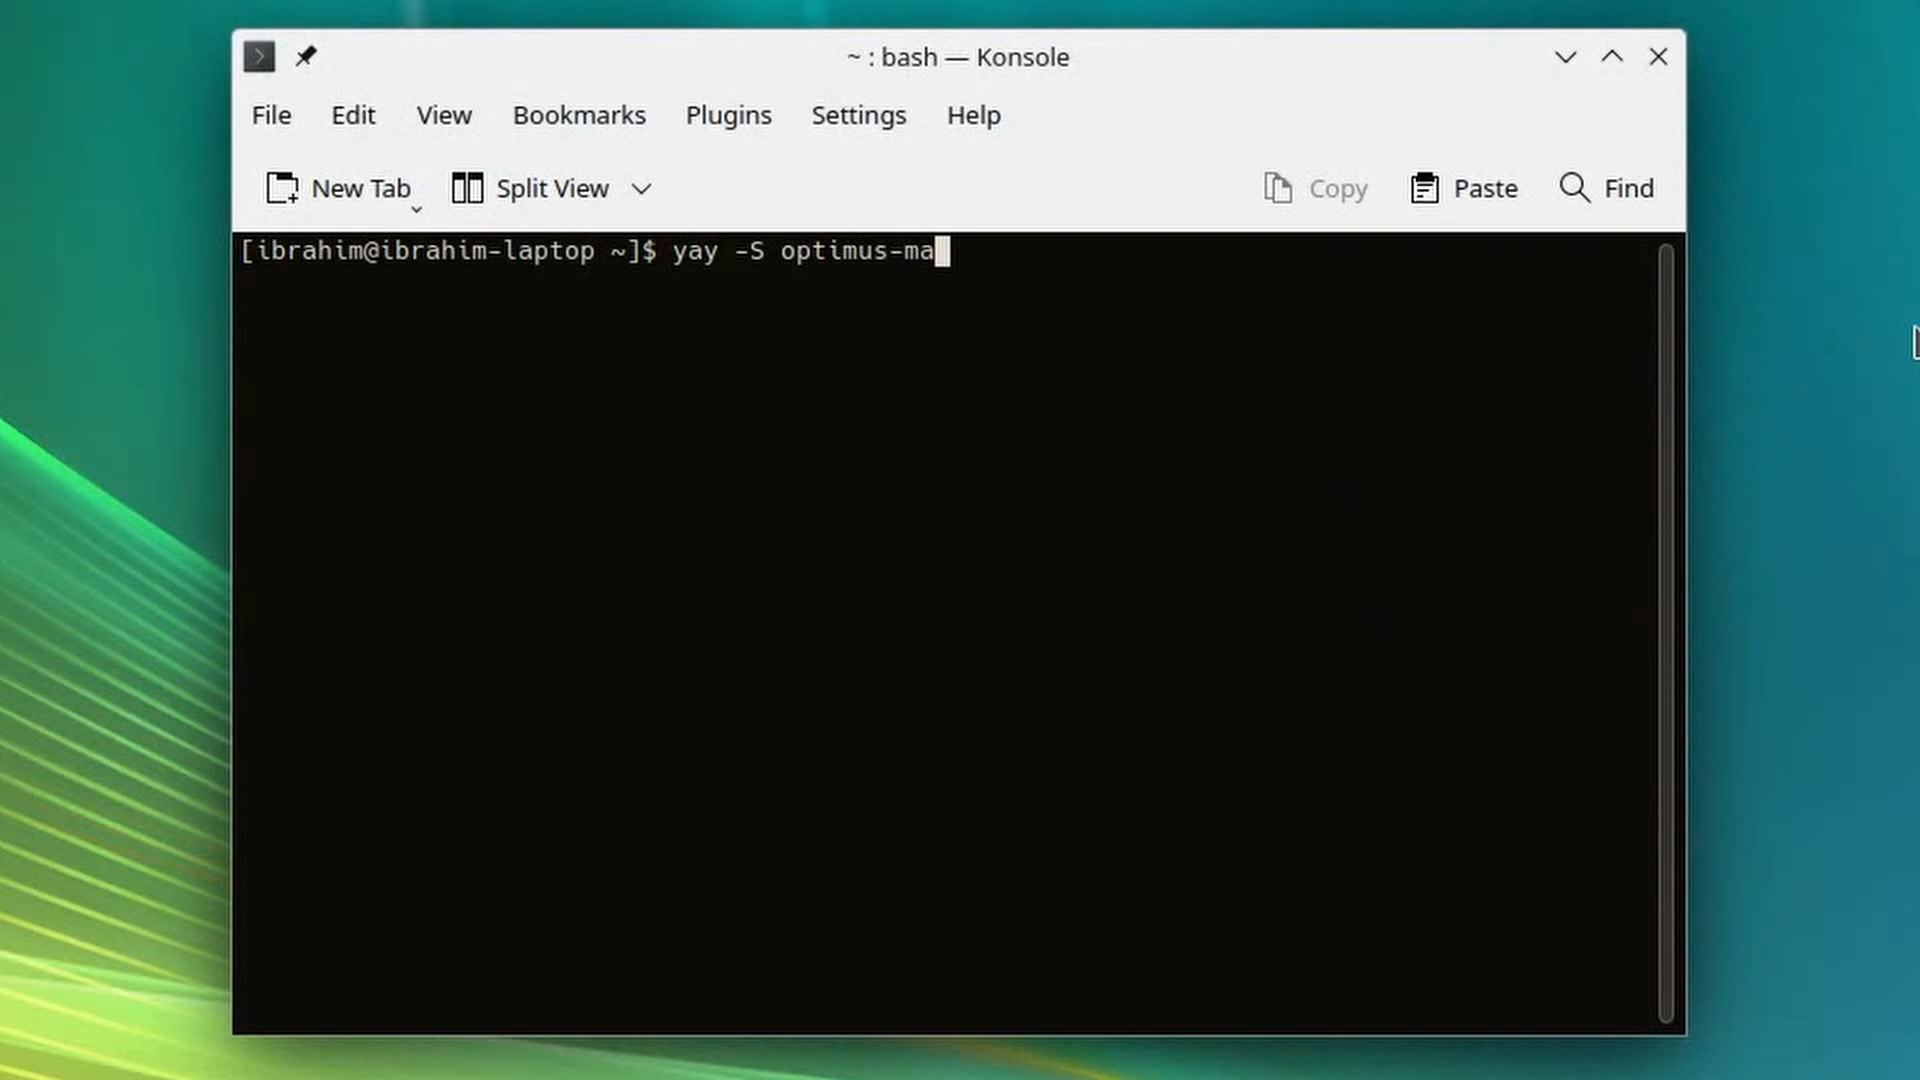 ~ : bash — Konsole
File Edit View Bookmarks Plugins Settings Help
New Tab Split View Copy Paste Find
[ibrahim@ibrahim-laptop ~]$ yay -S optimus-ma